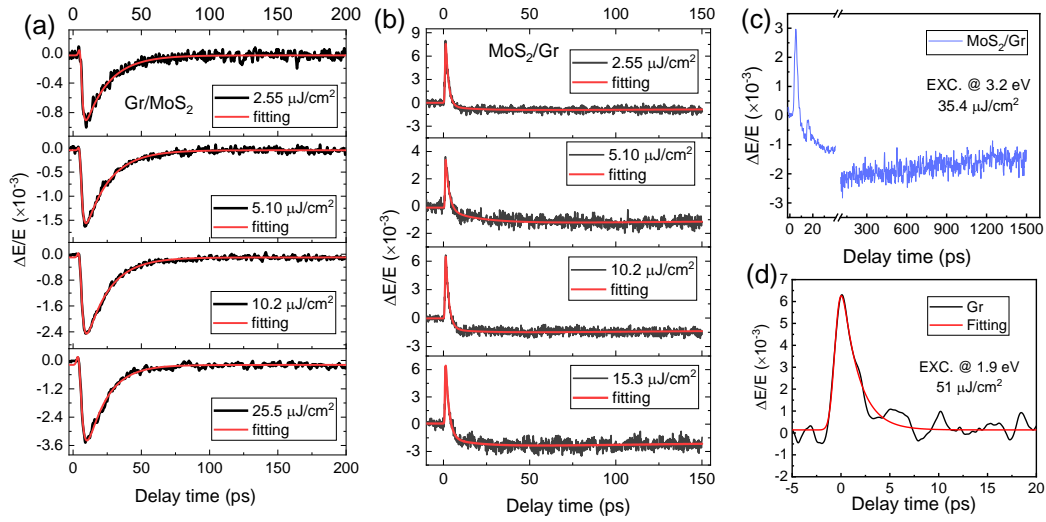 (a)
0 50 100 150 200
0.0
-0.4
-0.8
Gr/MoS2
2.55 μJ/cm²
fitting
0.0
-0.5
-1.0
-1.5
5.10 μJ/cm²
fitting
0.0
-0.8
-1.6
-2.4
10.2 μJ/cm²
fitting
0.0
-1.2
-2.4
-3.6
25.5 μJ/cm²
fitting
ΔE/E (×10⁻³)
0 50 100 150 200
Delay time (ps)
(b)
0 50 100 150
9
6
3
0
-3
MoS₂/Gr
2.55 μJ/cm²
fitting
4
2
0
-2
5.10 μJ/cm²
fitting
6
4
2
0
-2
10.2 μJ/cm²
fitting
6
4
2
0
-2
-4
15.3 μJ/cm²
fitting
ΔE/E (×10⁻³)
0 50 100 150
Delay time (ps)
(c)
3
2
1
0
-1
-2
-3
MoS₂/Gr
EXC. @ 3.2 eV
35.4 μJ/cm²
ΔE/E (×10⁻³)
0 20 300 600 900 1200 1500
Delay time (ps)
(d)
7
6
5
4
3
2
1
0
-1
-2
Gr
Fitting
EXC. @ 1.9 eV
51 μJ/cm²
ΔE/E (×10⁻³)
-5 0 5 10 15 20
Delay time (ps)